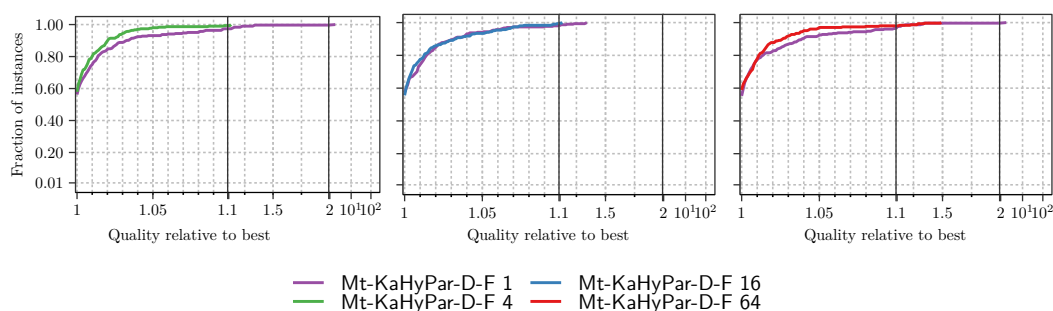 Fraction of instances
1.00
0.80
0.60
0.40
0.20
0.01
1 1.05 1.1 1.5 2 10¹10²
1 1.05 1.1 1.5 2 10¹10²
1 1.05 1.1 1.5 2 10¹10²
Quality relative to best
Quality relative to best
Quality relative to best
Mt-KaHyPar-D-F 1 Mt-KaHyPar-D-F 16
Mt-KaHyPar-D-F 4 Mt-KaHyPar-D-F 64